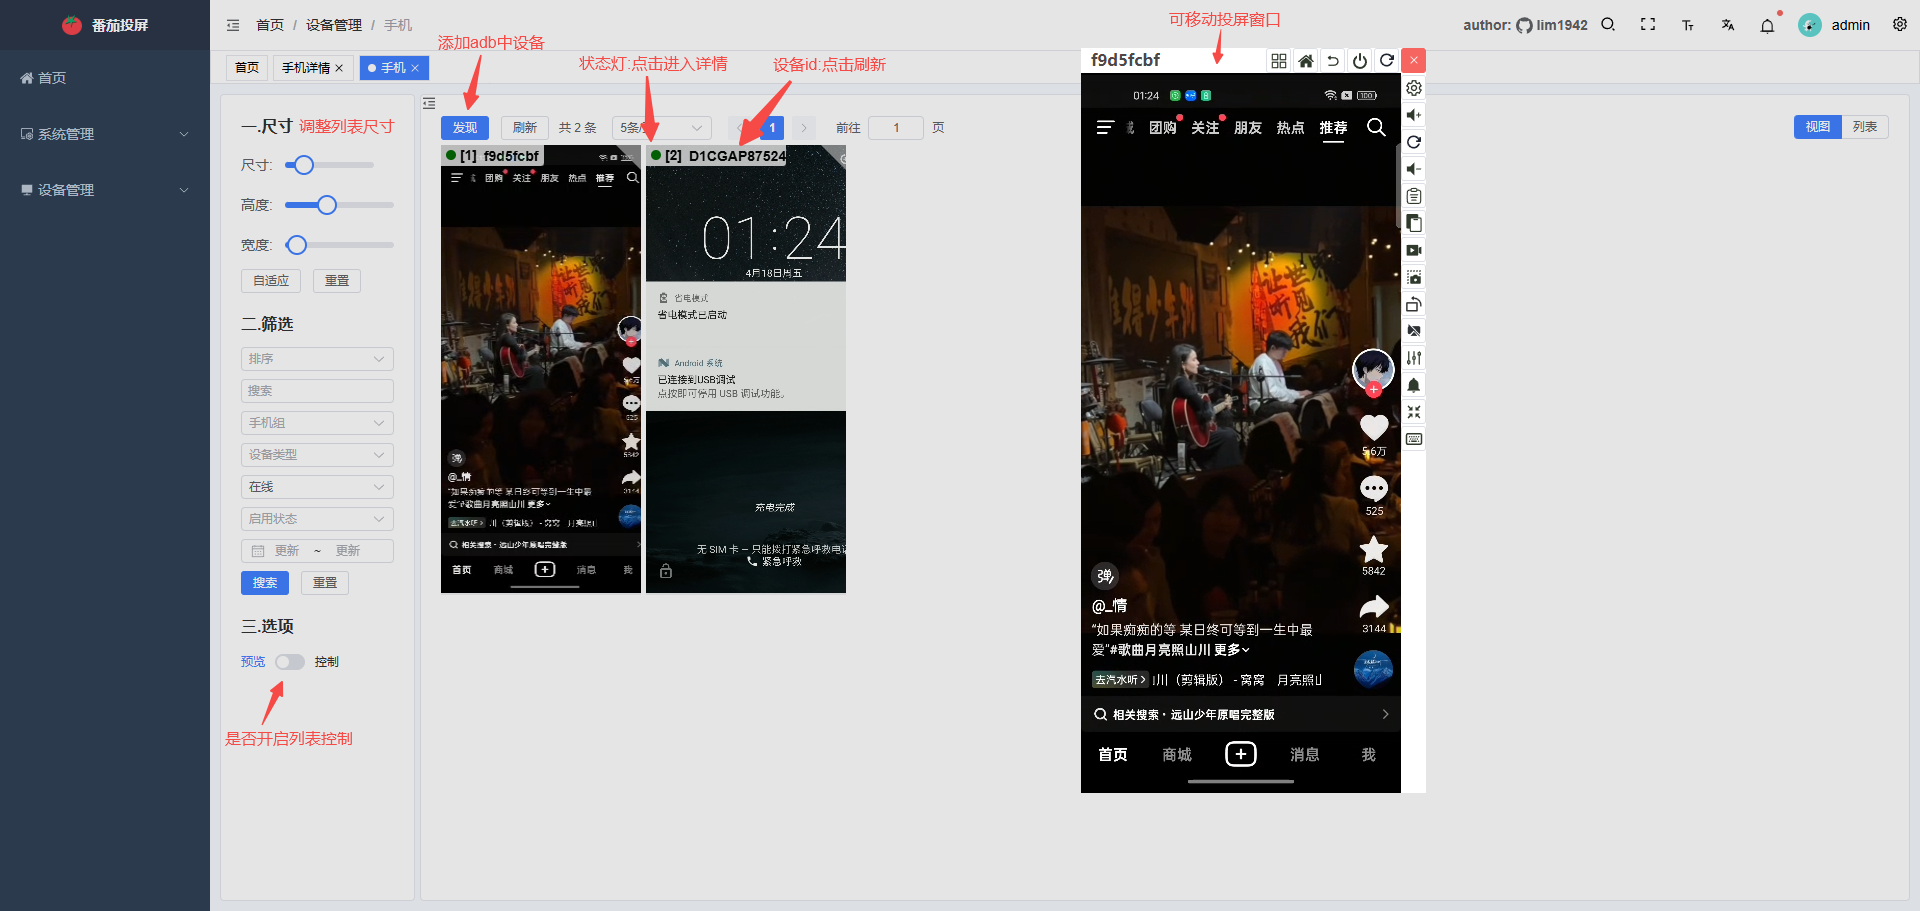 番茄投屏
首页 / 设备管理 / 手机
author: lim1942
admin
首页
系统管理
设备管理
首页
手机详情 ×
手机 ×
添加adb中设备
状态灯:点击进入详情
设备id:点击刷新
可移动投屏窗口
一.尺寸 调整列表尺寸
尺寸:
高度:
宽度:
自适应
重置
二.筛选
排序
搜索
手机组
设备类型
在线
启用状态
更新 ~ 更新
搜索
重置
三.选项
预览
控制
是否开启列表控制
发现
刷新
共 2 条
5条/
1
前往 1 页
视图
列表
[1] f9d5fcbf
团购 关注 朋友 热点 推荐
825
5842
3144
弹
@_情
“如果痴痴的等 某日终可等到一生中最
爱”#歌曲月亮照山川 更多
去汽水听 川（剪辑版） - 窝窝 月亮照
相关搜索・远山少年原唱完整版
首页 商城 消息 我
[2] D1CGAP87524
01:24
4月18日周五
省电模式
省电模式已启动
Android 系统
已连接到USB调试
点按即可停用 USB 调试功能。
充电完成
无 SIM 卡 – 只能拨打紧急呼救电话
紧急呼救
f9d5fcbf
01:24
100
团购 关注 朋友 热点 推荐
5.6万
525
5842
3144
弹
@_情
“如果痴痴的等 某日终可等到一生中最
爱”#歌曲月亮照山川 更多
去汽水听 川（剪辑版） - 窝窝 月亮照山
相关搜索・远山少年原唱完整版
首页 商城 消息 我